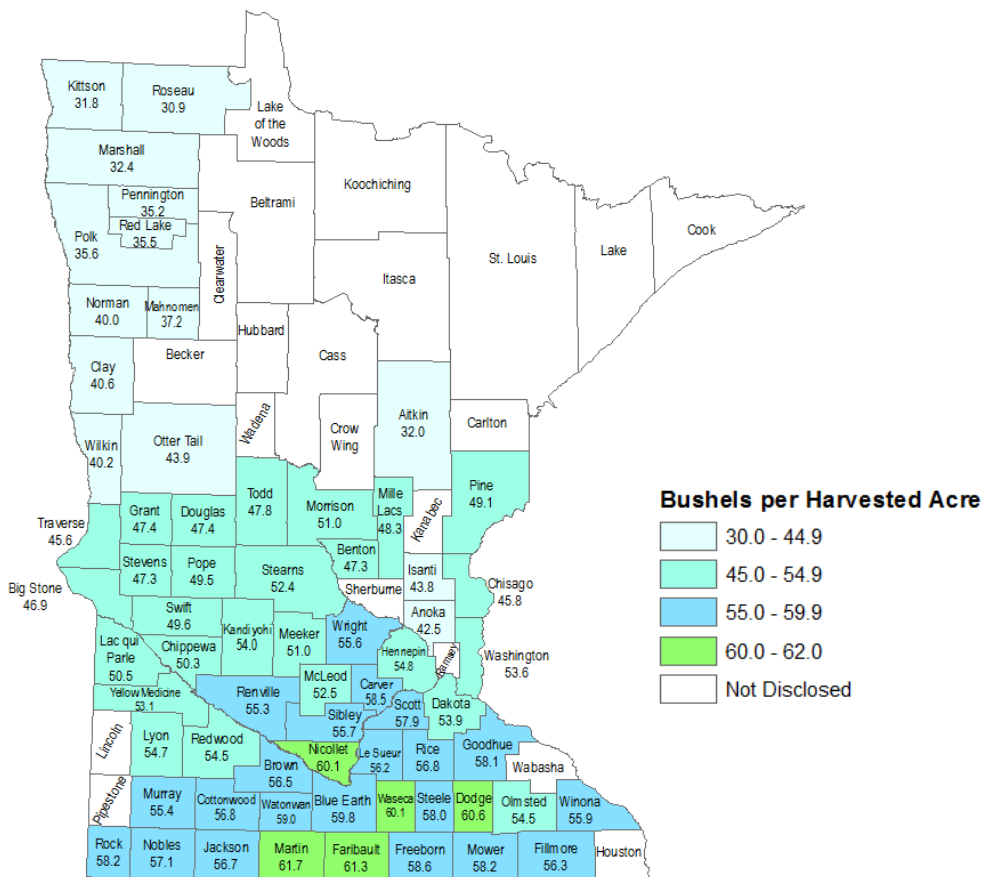 Kittson
31.8
Roseau
30.9
Lake
of the
Woods
Marshall
32.4
Koochiching
Pennington
35.2
Beltrami
Red Lake
35.5
Polk
35.6
Clearwater
St. Louis
Lake
Cook
Itasca
Norman
40.0
Mahnomen
37.2
Hubbard
Becker
Cass
Clay
40.6
Wadena
Aitkin
32.0
Carlton
Crow
Wing
Wilkin
40.2
Otter Tail
43.9
Todd
47.8
Morrison
51.0
Mille
Lacs
48.3
Kanabec
Pine
49.1
Traverse
45.6
Grant
47.4
Douglas
47.4
Benton
47.3
Stevens
47.3
Pope
49.5
Stearns
52.4
Sherburne
Isanti
43.8
Chisago
45.8
Big Stone
46.9
Swift
49.6
Kandiyohi
54.0
Meeker
51.0
Wright
55.6
Anoka
42.5
Lac qui
Parle
50.5
Chippewa
50.3
Hennepin
54.8
Ramsey
Washington
53.6
Yellow Medicine
53.1
Renville
55.3
McLeod
52.5
Carver
58.5
Scott
57.9
Dakota
53.9
Sibley
55.7
Lincoln
Lyon
54.7
Redwood
54.5
Nicollet
60.1
Le Sueur
56.2
Rice
56.8
Goodhue
58.1
Wabasha
Brown
56.5
Pipestone
Murray
55.4
Cottonwood
56.8
Watonwan
59.0
Blue Earth
59.8
Waseca
60.1
Steele
58.0
Dodge
60.6
Olmsted
54.5
Winona
55.9
Rock
58.2
Nobles
57.1
Jackson
56.7
Martin
61.7
Faribault
61.3
Freeborn
58.6
Mower
58.2
Fillmore
56.3
Houston
Bushels per Harvested Acre
30.0 - 44.9
45.0 - 54.9
55.0 - 59.9
60.0 - 62.0
Not Disclosed